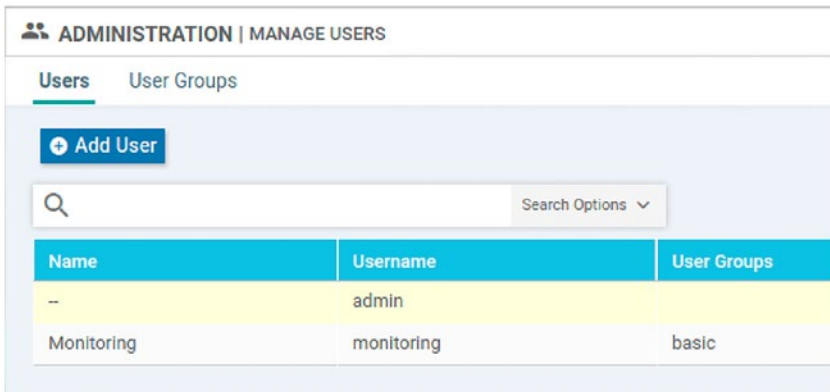 ADMINISTRATION | MANAGE USERS
Users User Groups
Add User
Search Options
Name Username User Groups
-- admin
Monitoring monitoring basic